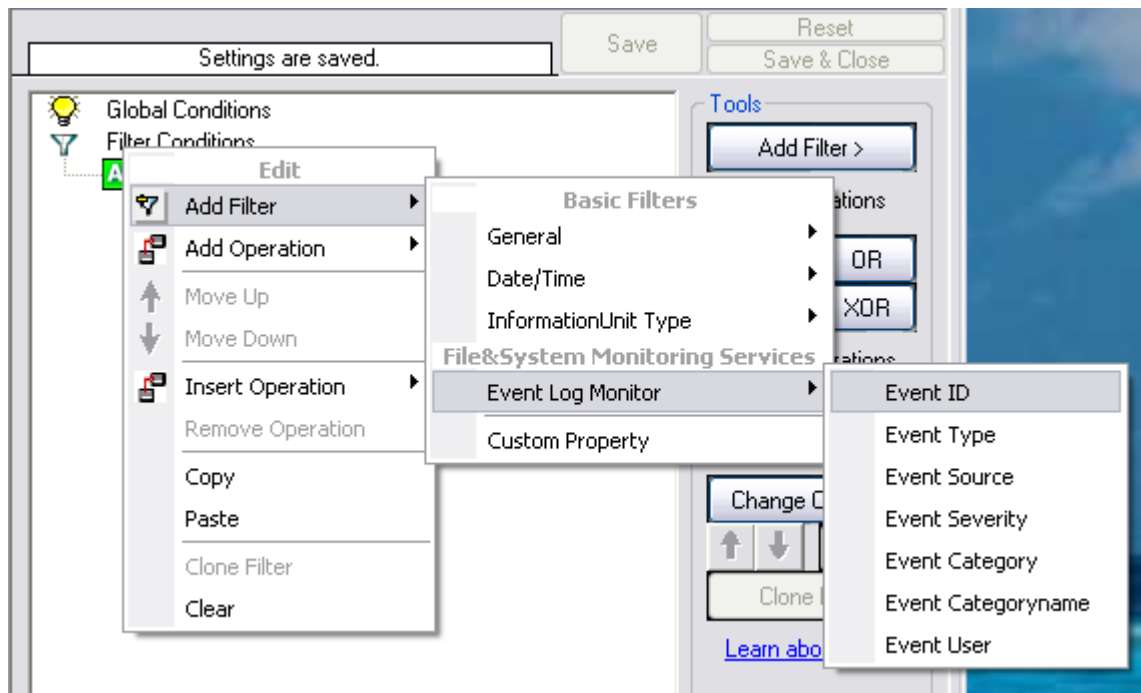 Reset
Save
Settings are saved.
Save & Close
Global Conditions
Filter Conditions
A
Tools
Add Filter >
OR
XOR
Change
Clone
Learn
Edit
Add Filter
Add Operation
Move Up
Move Down
Insert Operation
Remove Operation
Copy
Paste
Clone Filter
Clear
Basic Filters
General
Date/Time
InformationUnit Type
File&System Monitoring Services
Event Log Monitor
Custom Property
Event ID
Event Type
Event Source
Event Severity
Event Category
Event Categoryname
Event User